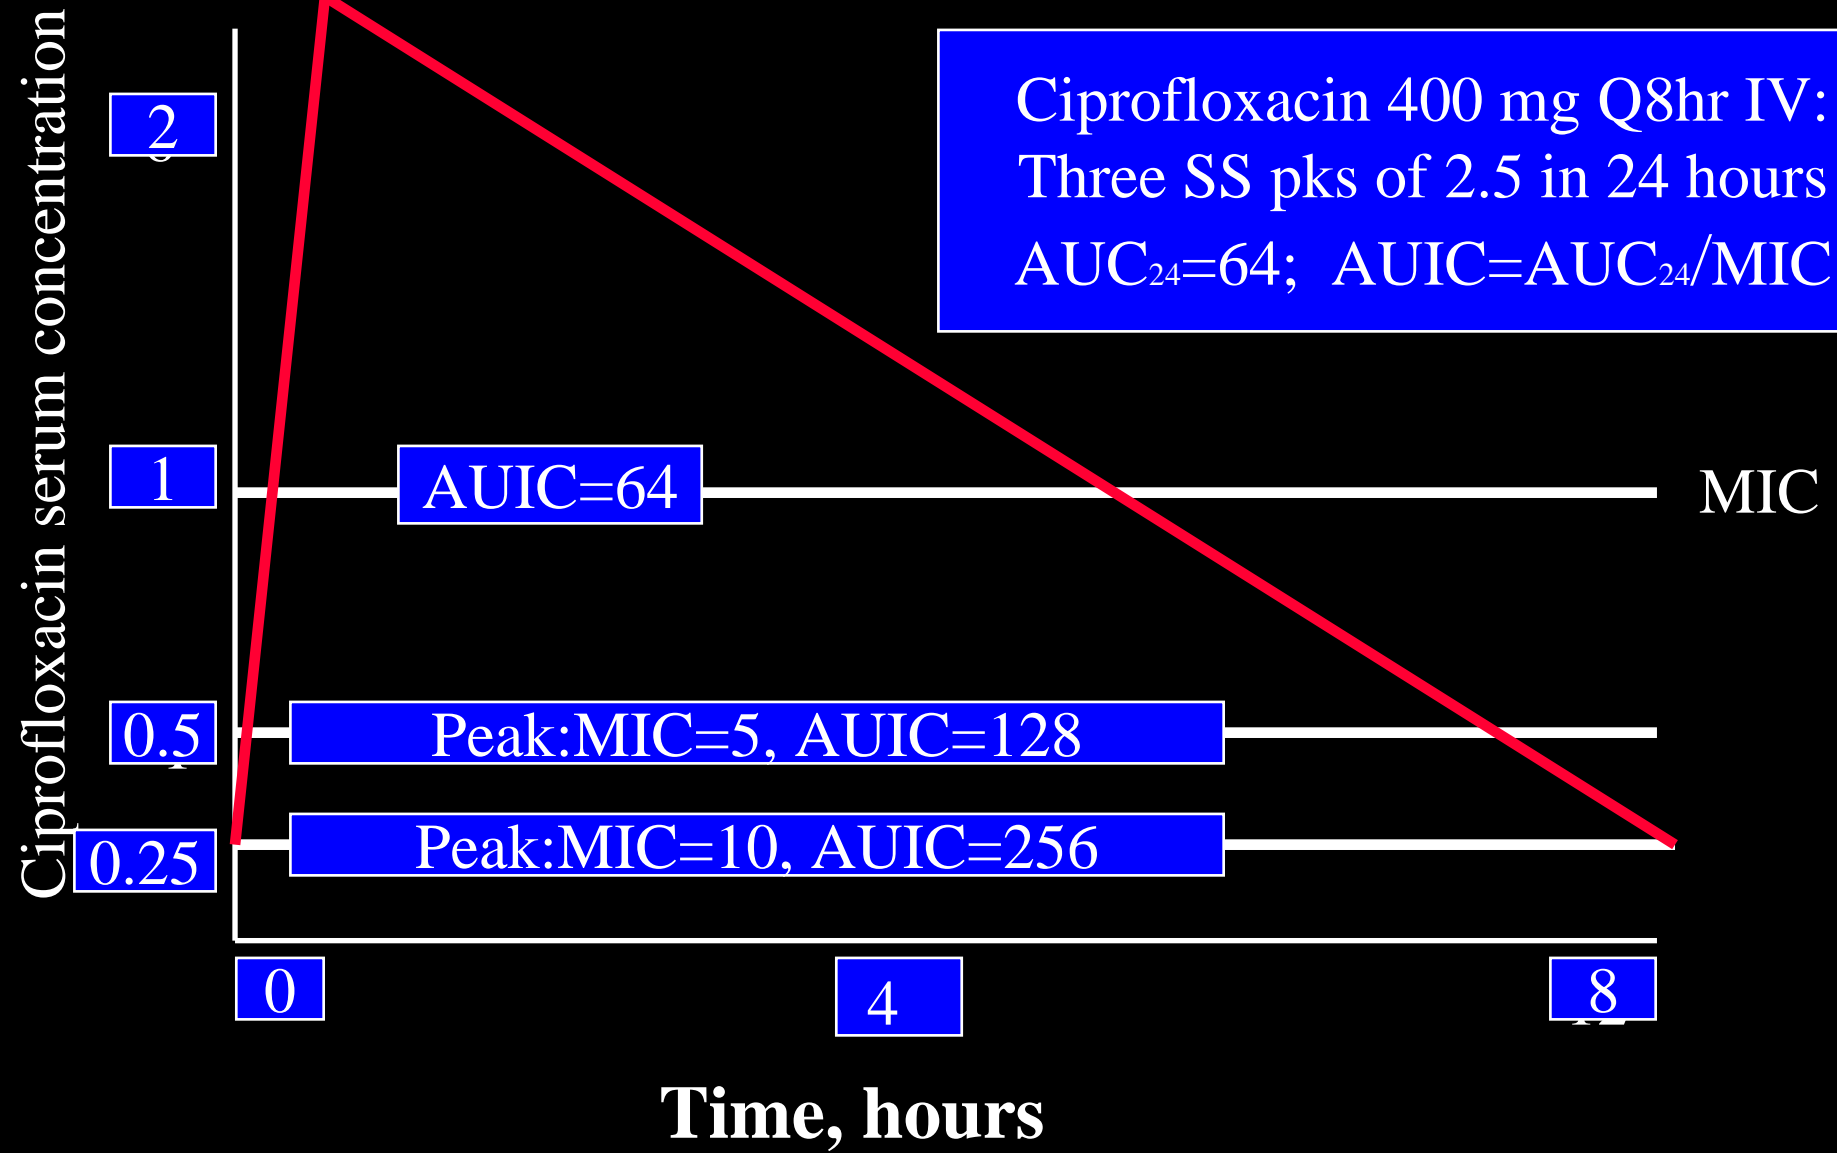 Ciprofloxacin serum concentration
Ciprofloxacin 400 mg Q8hr IV:
Three SS pks of 2.5 in 24 hours
AUC24=64; AUIC=AUC24/MIC
2
1
AUIC=64
MIC
0.5
Peak:MIC=5, AUIC=128
0.25
Peak:MIC=10, AUIC=256
0
4
8
Time, hours